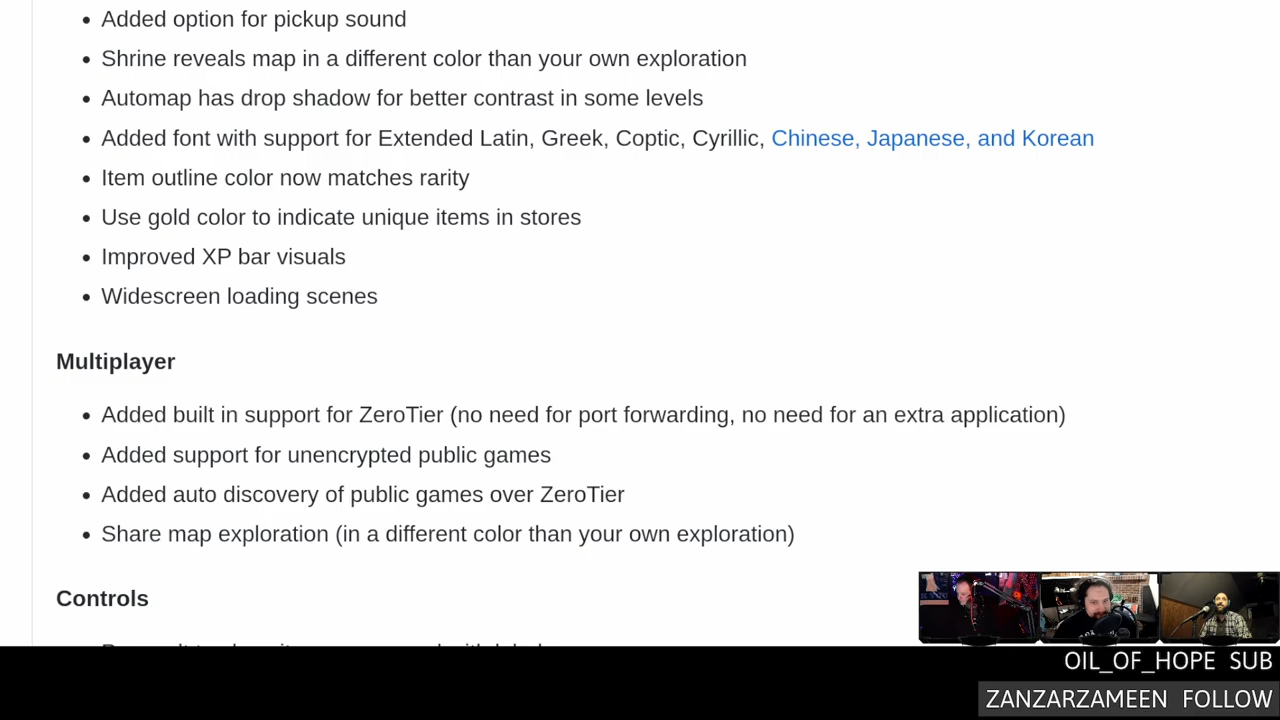 Added option for pickup sound
Shrine reveals map in a different color than your own exploration
Automap has drop shadow for better contrast in some levels
Added font with support for Extended Latin, Greek, Coptic, Cyrillic, Chinese, Japanese, and Korean
Item outline color now matches rarity
Use gold color to indicate unique items in stores
Improved XP bar visuals
Widescreen loading scenes
Multiplayer
Added built in support for ZeroTier (no need for port forwarding, no need for an extra application)
Added support for unencrypted public games
Added auto discovery of public games over ZeroTier
Share map exploration (in a different color than your own exploration)
Controls
OIL_OF_HOPE SUB
ZANZARZAMEEN FOLLOW